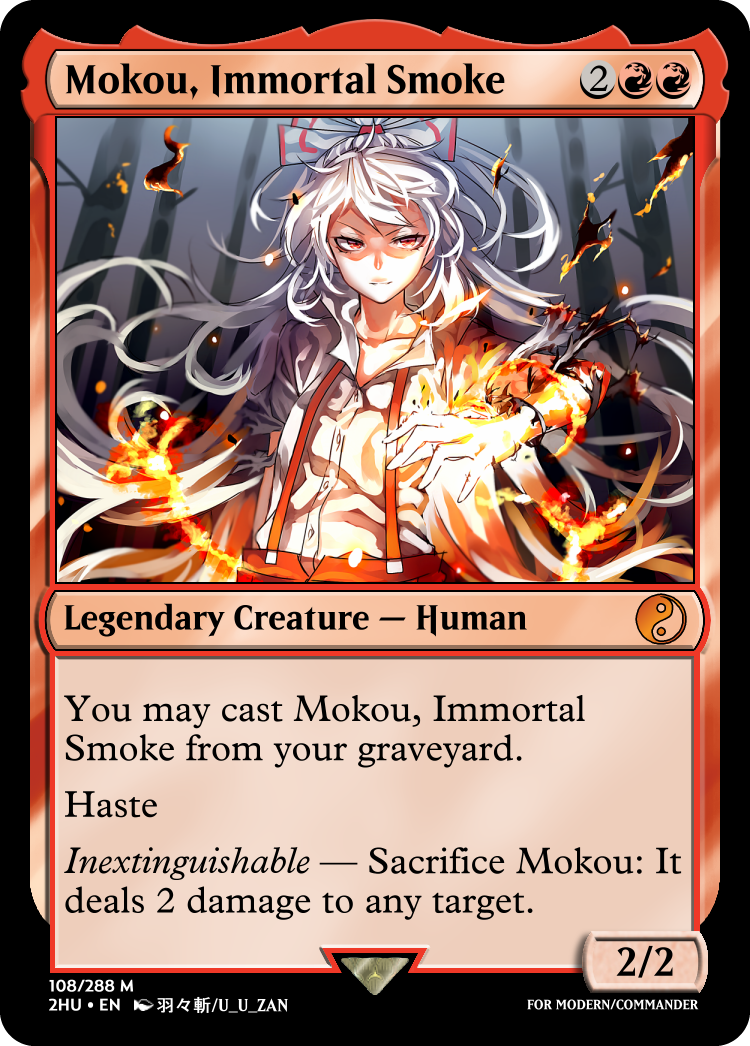 Mokou, Immortal Smoke 2
Legendary Creature — Human
You may cast Mokou, Immortal
Smoke from your graveyard.
Haste
Inextinguishable — Sacrifice Mokou: It
deals 2 damage to any target.
2/2
108/288 M
2HU • EN 羽々斬/U_U_ZAN
FOR MODERN/COMMANDER